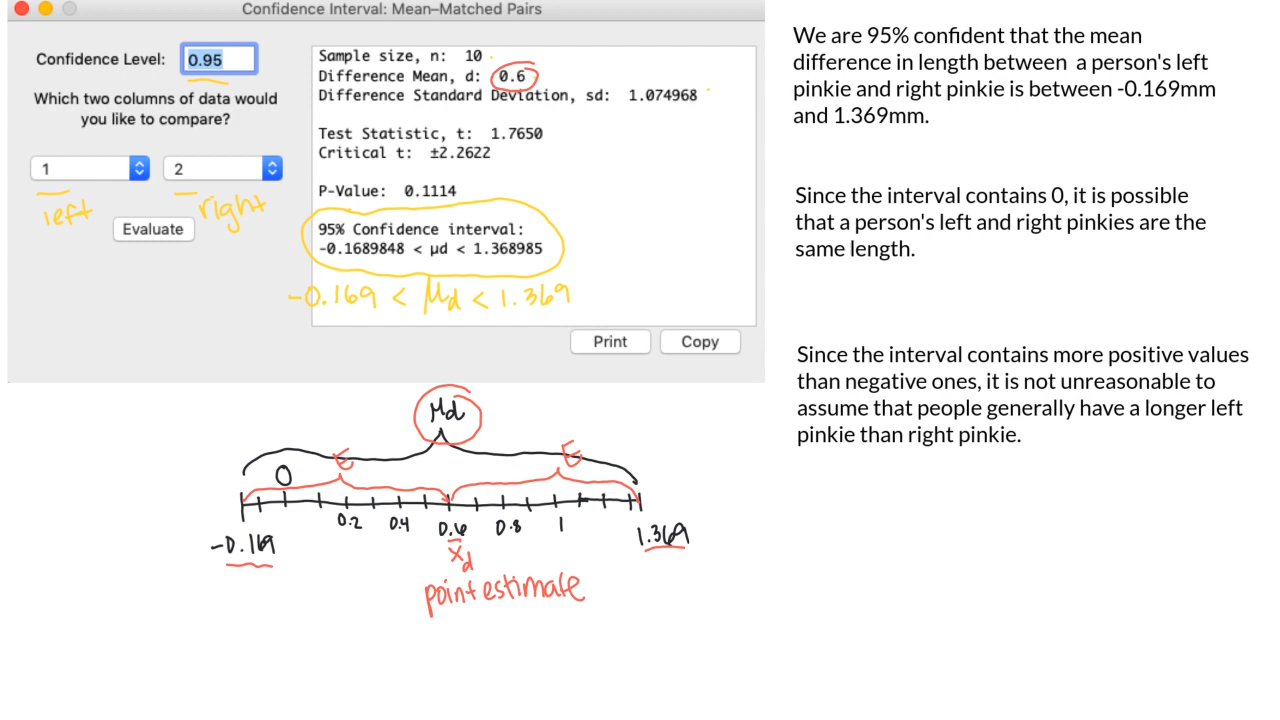 Confidence Interval: Mean–Matched Pairs
Confidence Level: 0.95
Which two columns of data would
you like to compare?
1 2
left right
Evaluate
Sample size, n: 10
Difference Mean, d: 0.6
Difference Standard Deviation, sd: 1.074968
Test Statistic, t: 1.7650
Critical t: ±2.2622
P-Value: 0.1114
95% Confidence interval:
-0.1689848 < μd < 1.368985
-0.169 < μd < 1.369
Print Copy
We are 95% confident that the mean
difference in length between a person's left
pinkie and right pinkie is between -0.169mm
and 1.369mm.
Since the interval contains 0, it is possible
that a person's left and right pinkies are the
same length.
Since the interval contains more positive values
than negative ones, it is not unreasonable to
assume that people generally have a longer left
pinkie than right pinkie.
μd
E E
0
0.2 0.4 0.6 0.8 1
-0.169 1.369
x̄d
point estimate